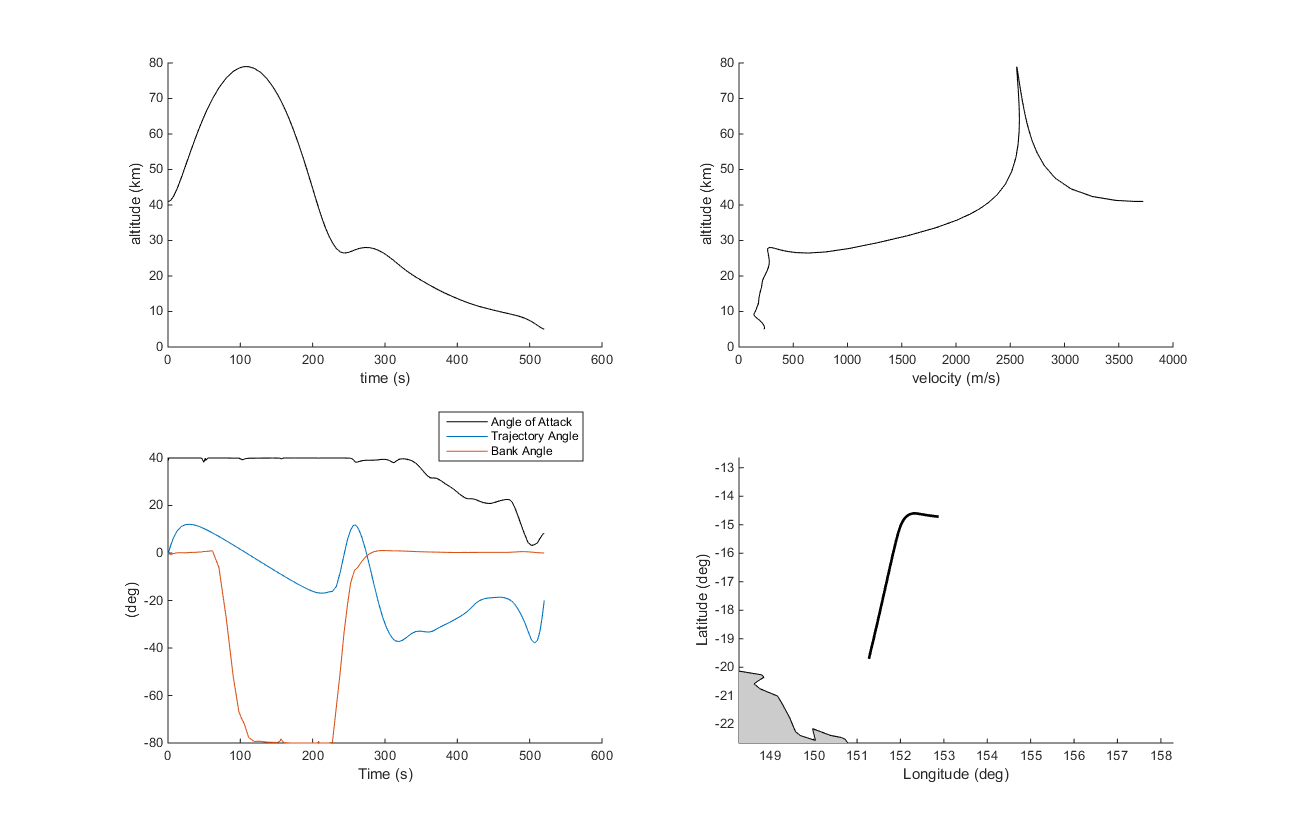 80
70
60
50
40
30
20
10
0
altitude (km)
0 100 200 300 400 500 600
time (s)
80
70
60
50
40
30
20
10
0
altitude (km)
0 500 1000 1500 2000 2500 3000 3500 4000
velocity (m/s)
Angle of Attack
Trajectory Angle
Bank Angle
40
20
0
-20
-40
-60
-80
(deg)
0 100 200 300 400 500 600
Time (s)
-13
-14
-15
-16
-17
-18
-19
-20
-21
-22
Latitude (deg)
149 150 151 152 153 154 155 156 157 158
Longitude (deg)